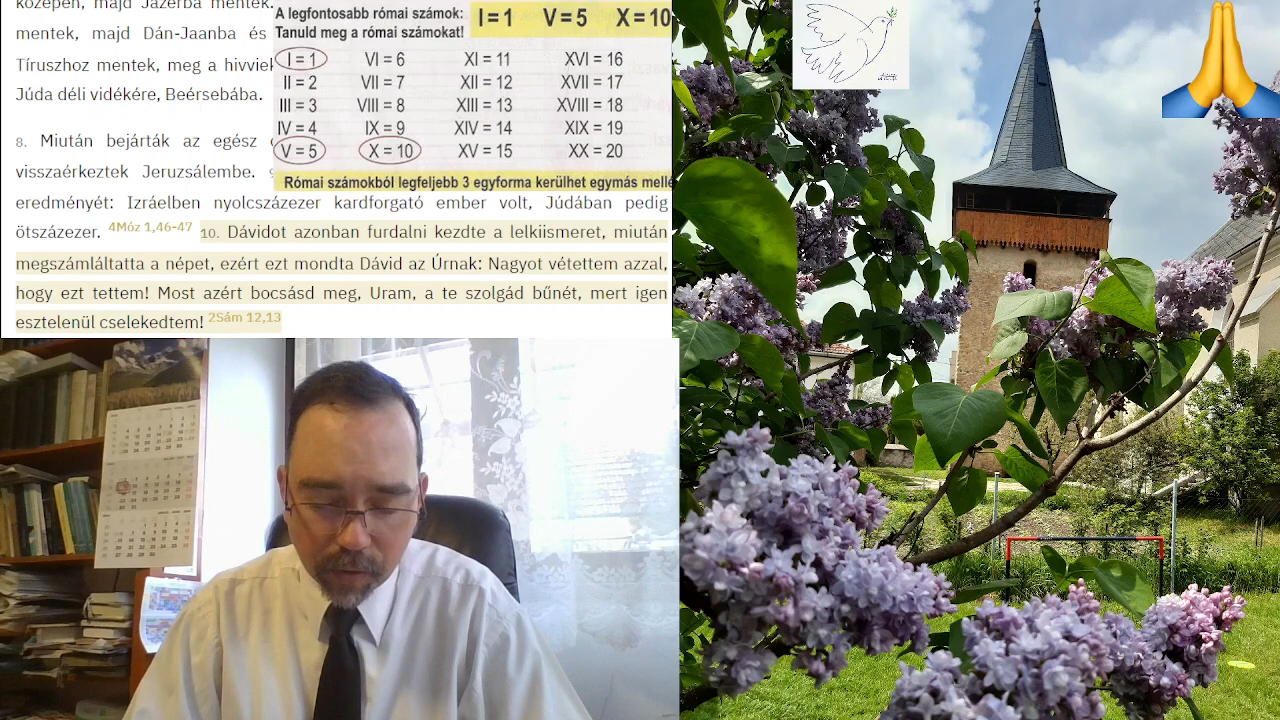 közepén, majd Jázerba mentek.
mentek, majd Dán-Jaanba és
Tíruszhoz mentek, meg a hivviek
Júda déli vidékére, Beérsebába.
8. Miután bejárták az egész
visszaérkeztek Jeruzsálembe.
eredményét: Izráelben nyolcszázezer kardforgató ember volt, Júdában pedig
ötszázezer. 4Móz 1,46-47 10. Dávidot azonban furdalni kezdte a lelkiismeret, miután
megszámláltatta a népet, ezért ezt mondta Dávid az Úrnak: Nagyot vétettem azzal,
hogy ezt tettem! Most azért bocsásd meg, Uram, a te szolgád bűnét, mert igen
esztelenül cselekedtem! 2Sám 12,13
A legfontosabb római számok:
Tanuld meg a római számokat!
I=1 V=5 X=10
I = 1 VI = 6 XI = 11 XVI = 16
II = 2 VII = 7 XII = 12 XVII = 17
III = 3 VIII = 8 XIII = 13 XVIII = 18
IV = 4 IX = 9 XIV = 14 XIX = 19
V = 5 X = 10 XV = 15 XX = 20
Római számokból legfeljebb 3 egyforma kerülhet egymás mellé